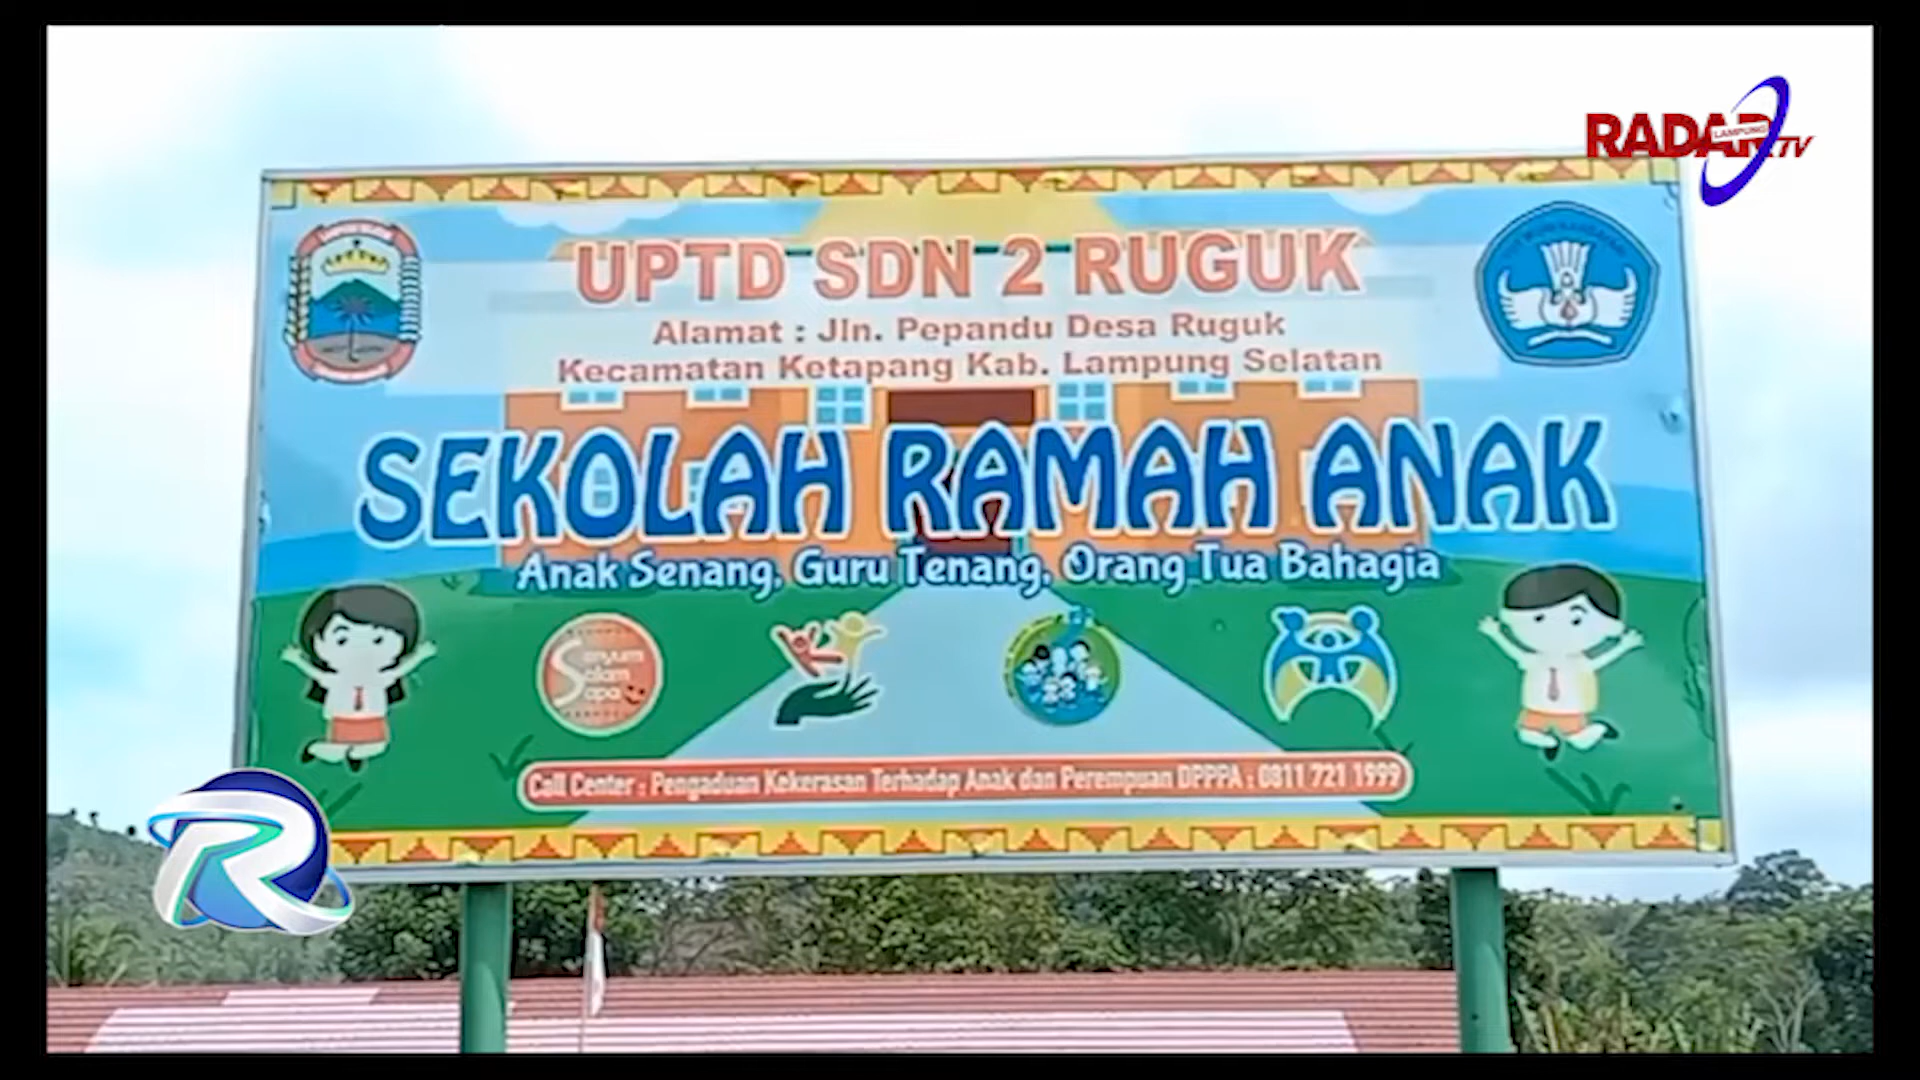 RADAR TV
LAMPUNG
UPTD SDN 2 RUGUK
Alamat : Jln. Pepandu Desa Ruguk
Kecamatan Ketapang Kab. Lampung Selatan
SEKOLAH RAMAH ANAK
Anak Senang, Guru Tenang, Orang Tua Bahagia
Senyum
Salam
Sapa
Call Center : Pengaduan Kekerasan Terhadap Anak dan Perempuan DPPPA : 0811 721 1999
R